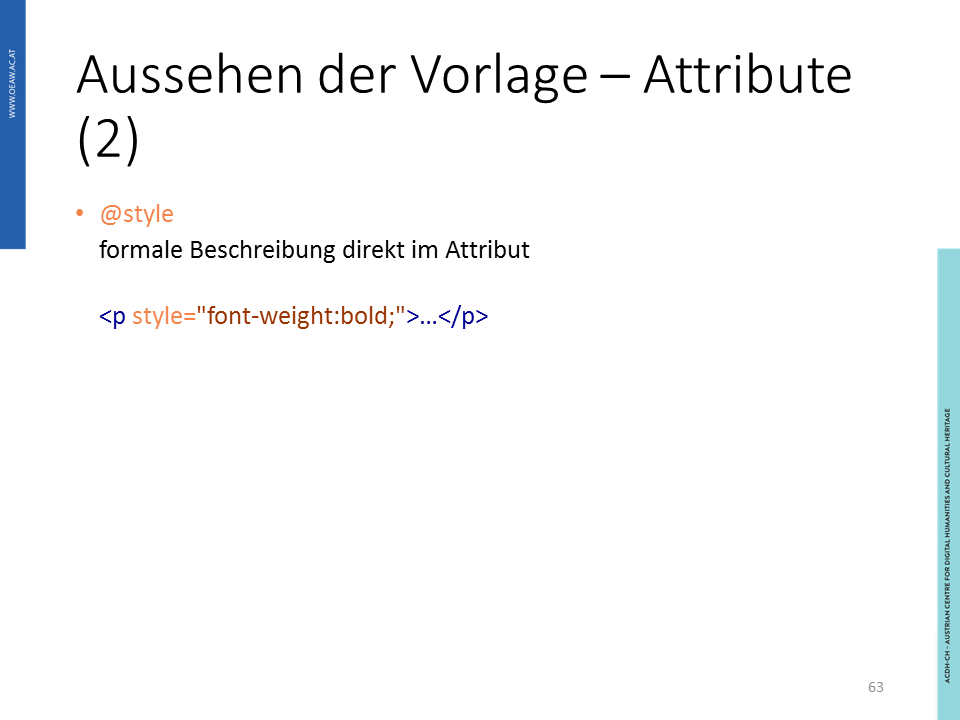 WWW.OEAW.AC.AT
Aussehen der Vorlage – Attribute
(2)
• @style
formale Beschreibung direkt im Attribut
<p style="font-weight:bold;">…</p>
ACDH-CH – AUSTRIAN CENTRE FOR DIGITAL HUMANITIES AND CULTURAL HERITAGE
63